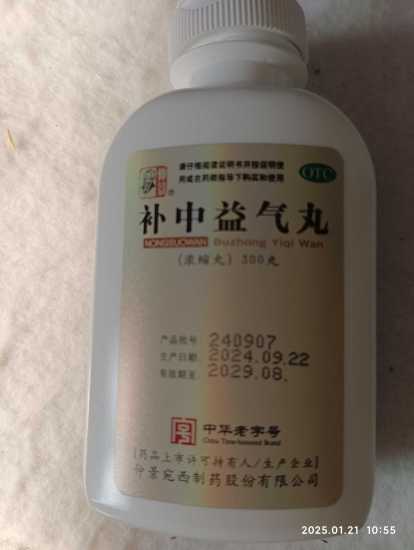 请仔细阅读说明书并按说明使
用或在药师指导下购买和使用
OTC
仲景
补中益气丸
NONGSUOWAN Buzhong Yiqi Wan
(浓缩丸) 300丸
产品批号: 240907
生产日期: 2024.09.22
有效期至: 2029.08.
中华老字号
China Time-honored Brand
[药品上市许可持有人/生产企业]
仲景宛西制药股份有限公司
2025.01.21 10:55